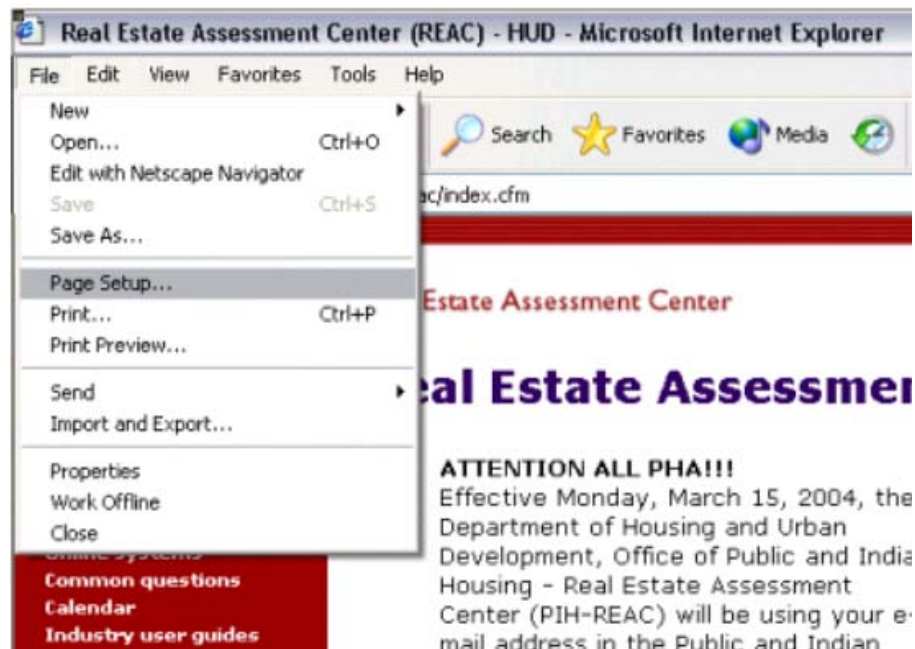 Real Estate Assessment Center (REAC) - HUD - Microsoft Internet Explorer
File Edit View Favorites Tools Help
New
Open... Ctrl+O
Edit with Netscape Navigator
Save Ctrl+S
Save As...
Page Setup...
Print... Ctrl+P
Print Preview...
Send
Import and Export...
Properties
Work Offline
Close
Search Favorites Media
ac/index.cfm
Estate Assessment Center
eal Estate Assessmen
ATTENTION ALL PHA!!!
Effective Monday, March 15, 2004, the
Department of Housing and Urban
Development, Office of Public and India
Housing - Real Estate Assessment
Center (PIH-REAC) will be using your e-
mail address in the Public and Indian
Online systems
Common questions
Calendar
Industry user guides